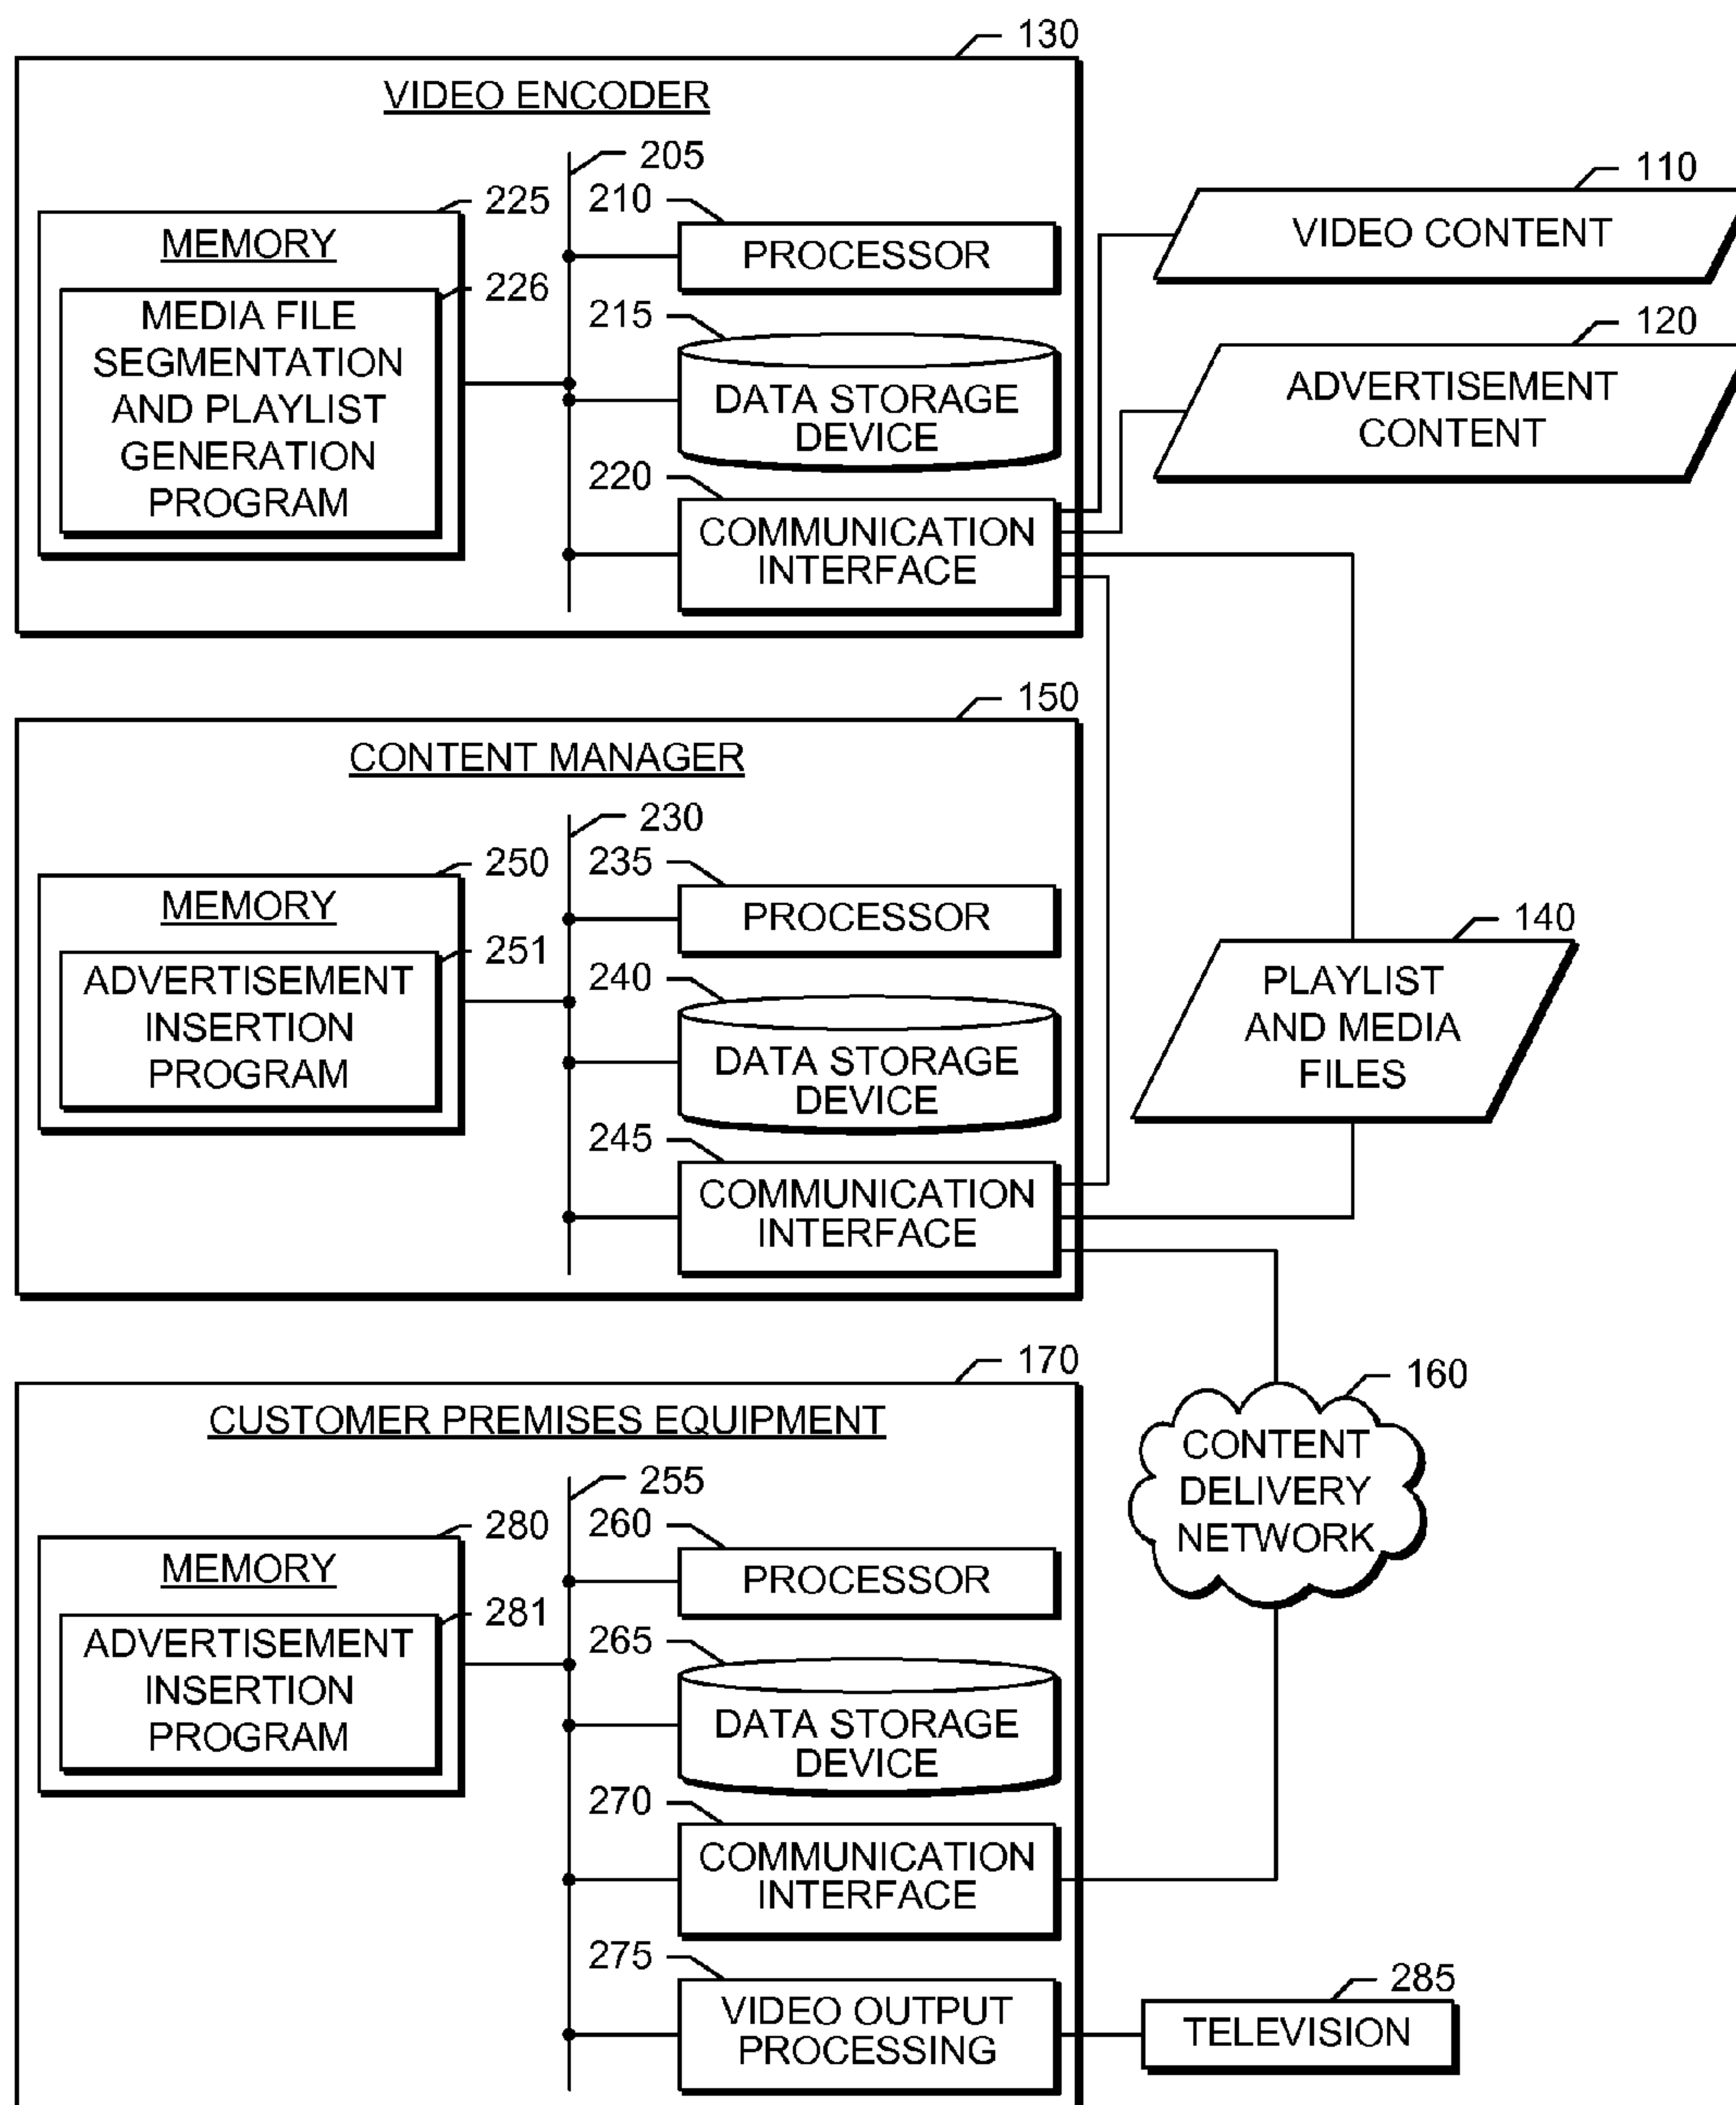 130
VIDEO ENCODER
205
110
225
210
VIDEO CONTENT
MEMORY
PROCESSOR
226
MEDIA FILE
SEGMENTATION
AND PLAYLIST
GENERATION
PROGRAM
215
DATA STORAGE
DEVICE
120
ADVERTISEMENT
CONTENT
220
COMMUNICATION
INTERFACE
150
CONTENT MANAGER
230
250
235
MEMORY
PROCESSOR
251
ADVERTISEMENT
INSERTION
PROGRAM
240
DATA STORAGE
DEVICE
140
PLAYLIST
AND MEDIA
FILES
245
COMMUNICATION
INTERFACE
170
CUSTOMER PREMISES EQUIPMENT
160
CONTENT
DELIVERY
NETWORK
255
280
260
MEMORY
PROCESSOR
281
ADVERTISEMENT
INSERTION
PROGRAM
265
DATA STORAGE
DEVICE
270
COMMUNICATION
INTERFACE
275
VIDEO OUTPUT
PROCESSING
285
TELEVISION